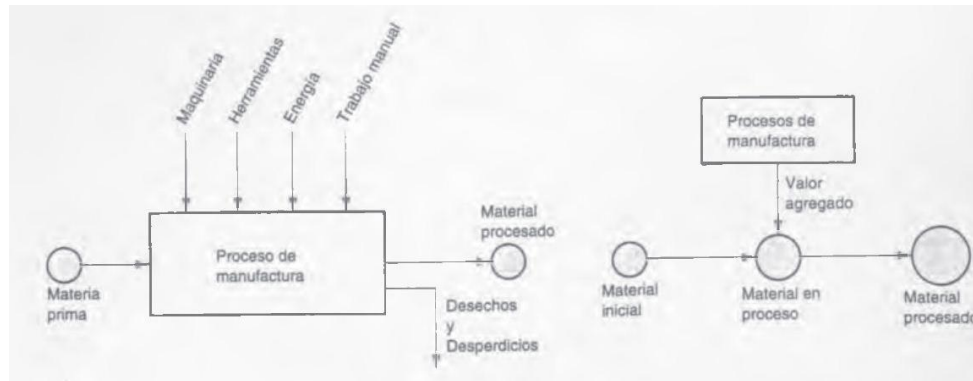 Maquinaria
Herramientas
Energía
Trabajo manual
Materia
prima
Proceso de
manufactura
Material
procesado
Desechos
y
Desperdicios
Procesos de
manufactura
Valor
agregado
Material
inicial
Material en
proceso
Material
procesado